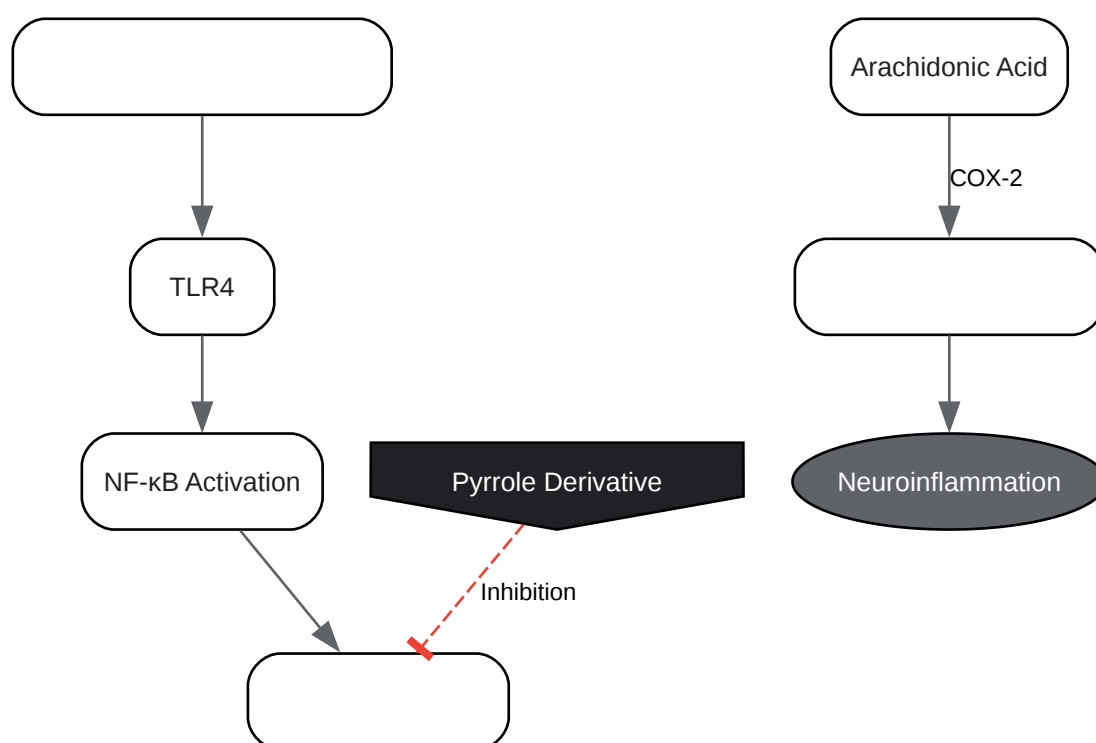 Arachidonic Acid
COX-2
TLR4
NF-κB Activation
Pyrrole Derivative
Neuroinflammation
Inhibition